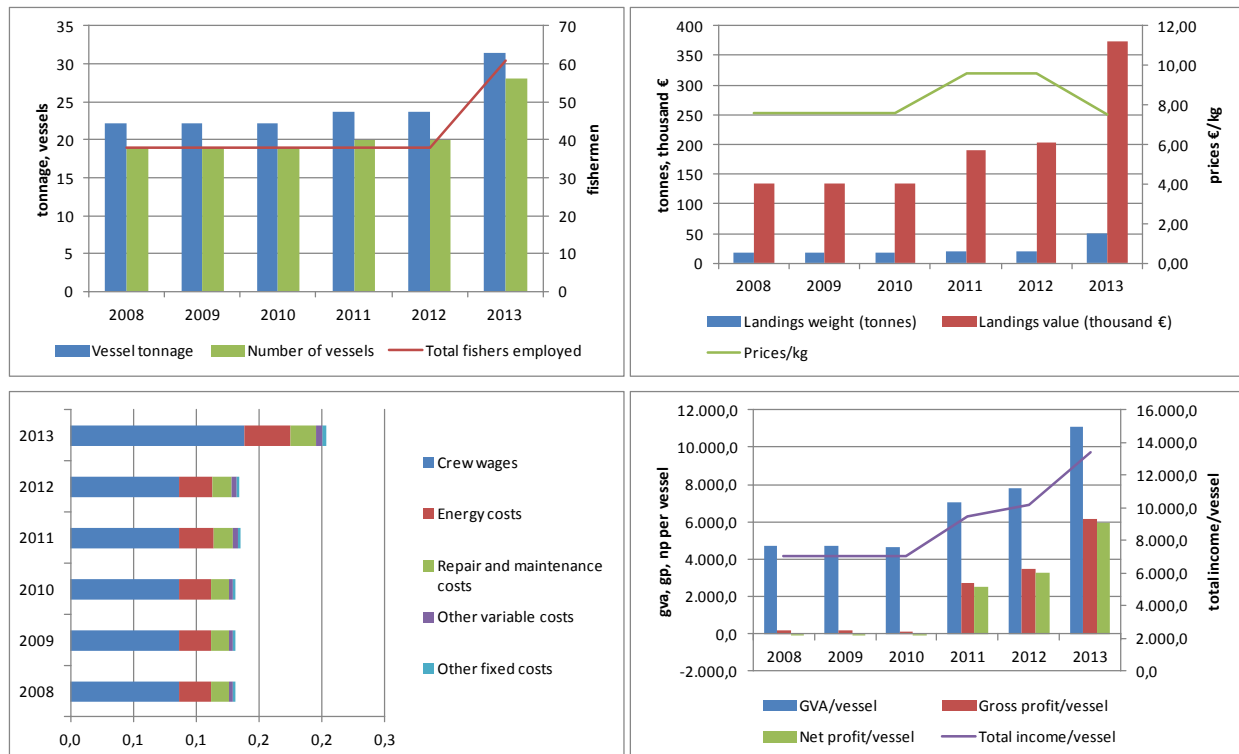 35
30
25
20
15
10
5
0
tonnage, vessels
70
60
50
40
30
20
10
0
fishermen
2008 2009 2010 2011 2012 2013
Vessel tonnage Number of vessels Total fishers employed
400
350
300
250
200
150
100
50
0
tonnes, thousand €
12,00
10,00
8,00
6,00
4,00
2,00
0,00
prices €/kg
2008 2009 2010 2011 2012 2013
Landings weight (tonnes) Landings value (thousand €)
Prices/kg
2013
2012
2011
2010
2009
2008
0,0 0,1 0,1 0,2 0,2 0,3
Crew wages
Energy costs
Repair and maintenance
costs
Other variable costs
Other fixed costs
12.000,0
10.000,0
8.000,0
6.000,0
4.000,0
2.000,0
0,0
-2.000,0
gva, gp, np per vessel
16.000,0
14.000,0
12.000,0
10.000,0
8.000,0
6.000,0
4.000,0
2.000,0
0,0
total income/vessel
2008 2009 2010 2011 2012 2013
GVA/vessel Gross profit/vessel
Net profit/vessel Total income/vessel